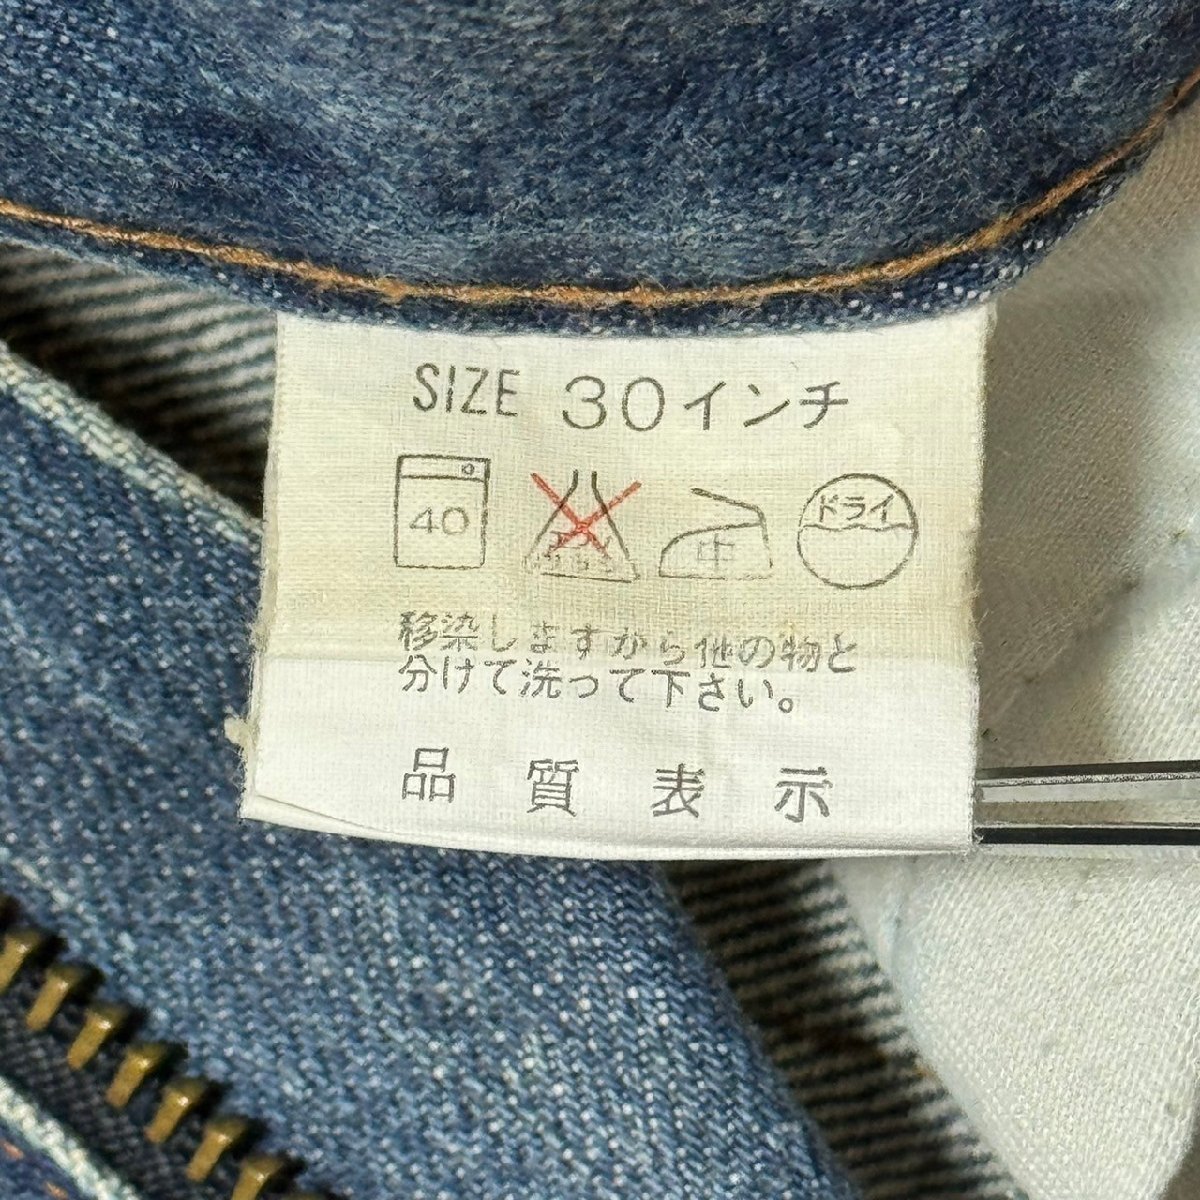 SIZE 30インチ
40 中 ドライ
移染しますから他の物と
分けて洗って下さい。
品質表示